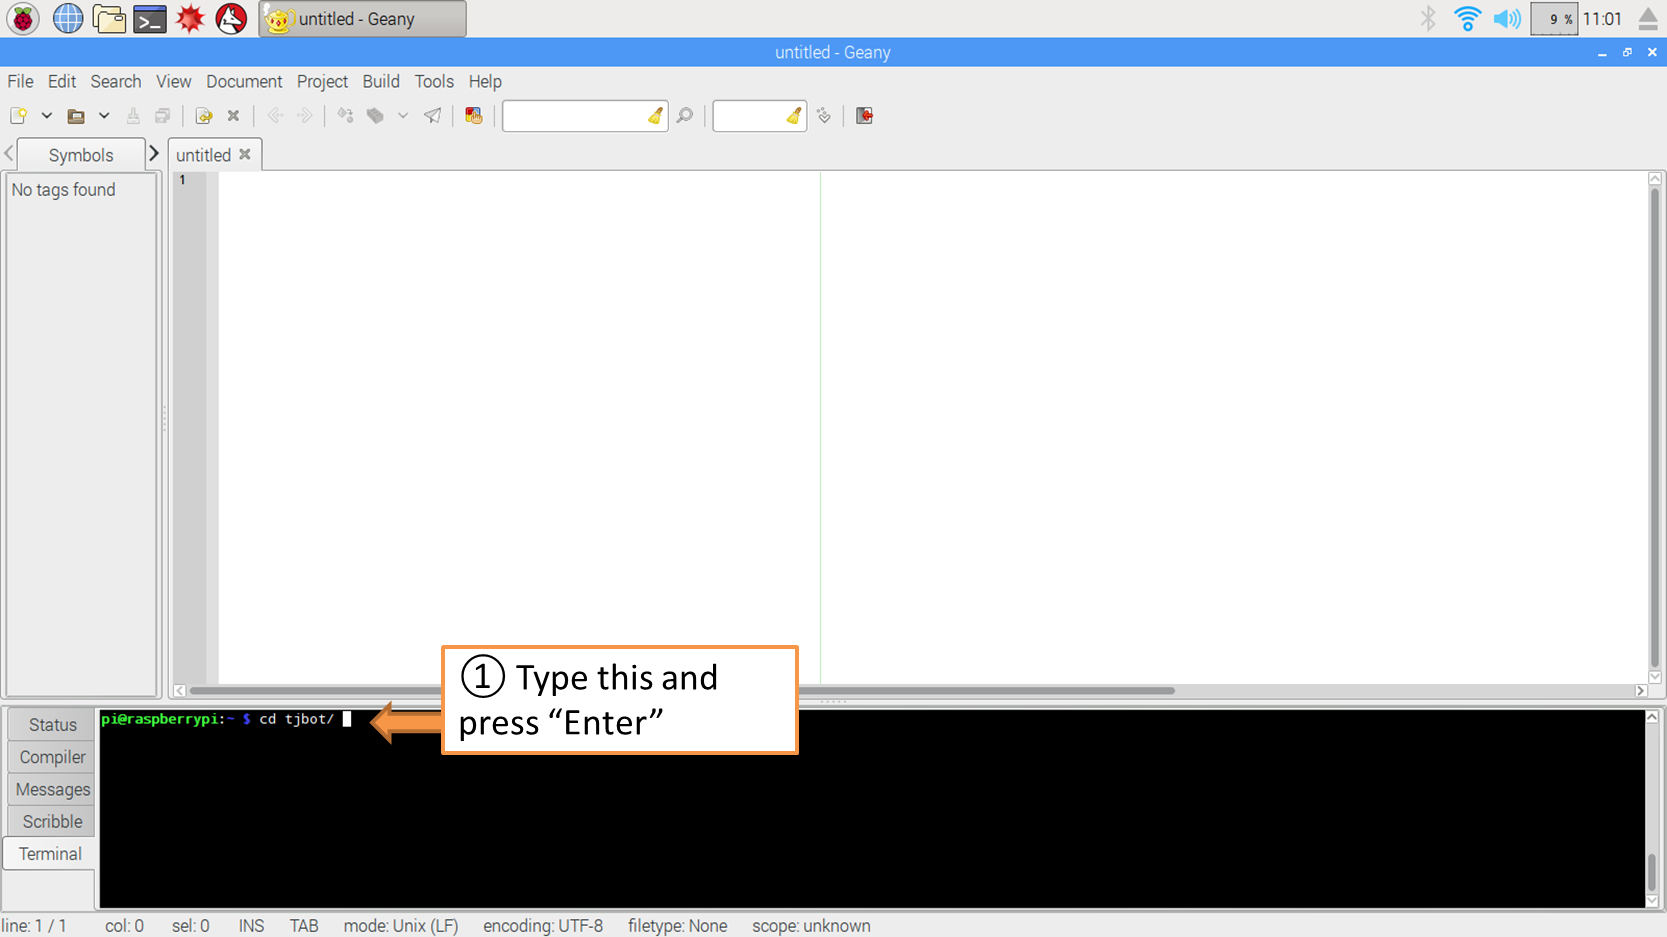 untitled - Geany
9 %
11:01
untitled - Geany
File Edit Search View Document Project Build Tools Help
Symbols
untitled
No tags found
1
① Type this and
press “Enter”
Status
Compiler
Messages
Scribble
Terminal
pi@raspberrypi:~ $ cd tjbot/
line: 1 / 1 col: 0 sel: 0 INS TAB mode: Unix (LF) encoding: UTF-8 filetype: None scope: unknown